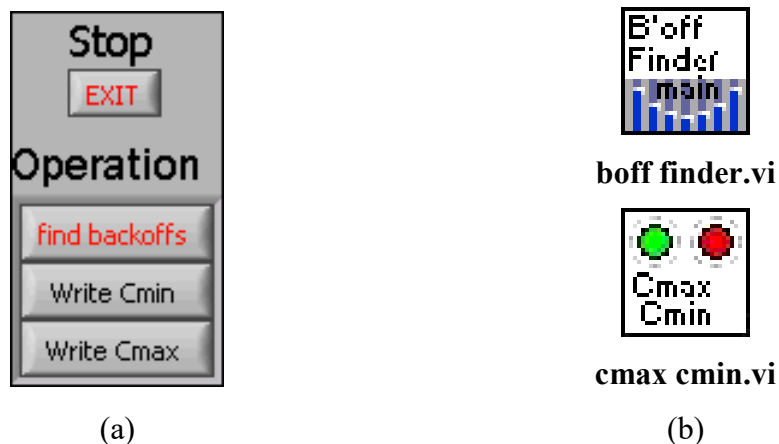 Stop
EXIT
Operation
find backoffs
Write Cmin
Write Cmax
(a)
B'off
Finder
main
boff finder.vi
Cmax
Cmin
cmax cmin.vi
(b)